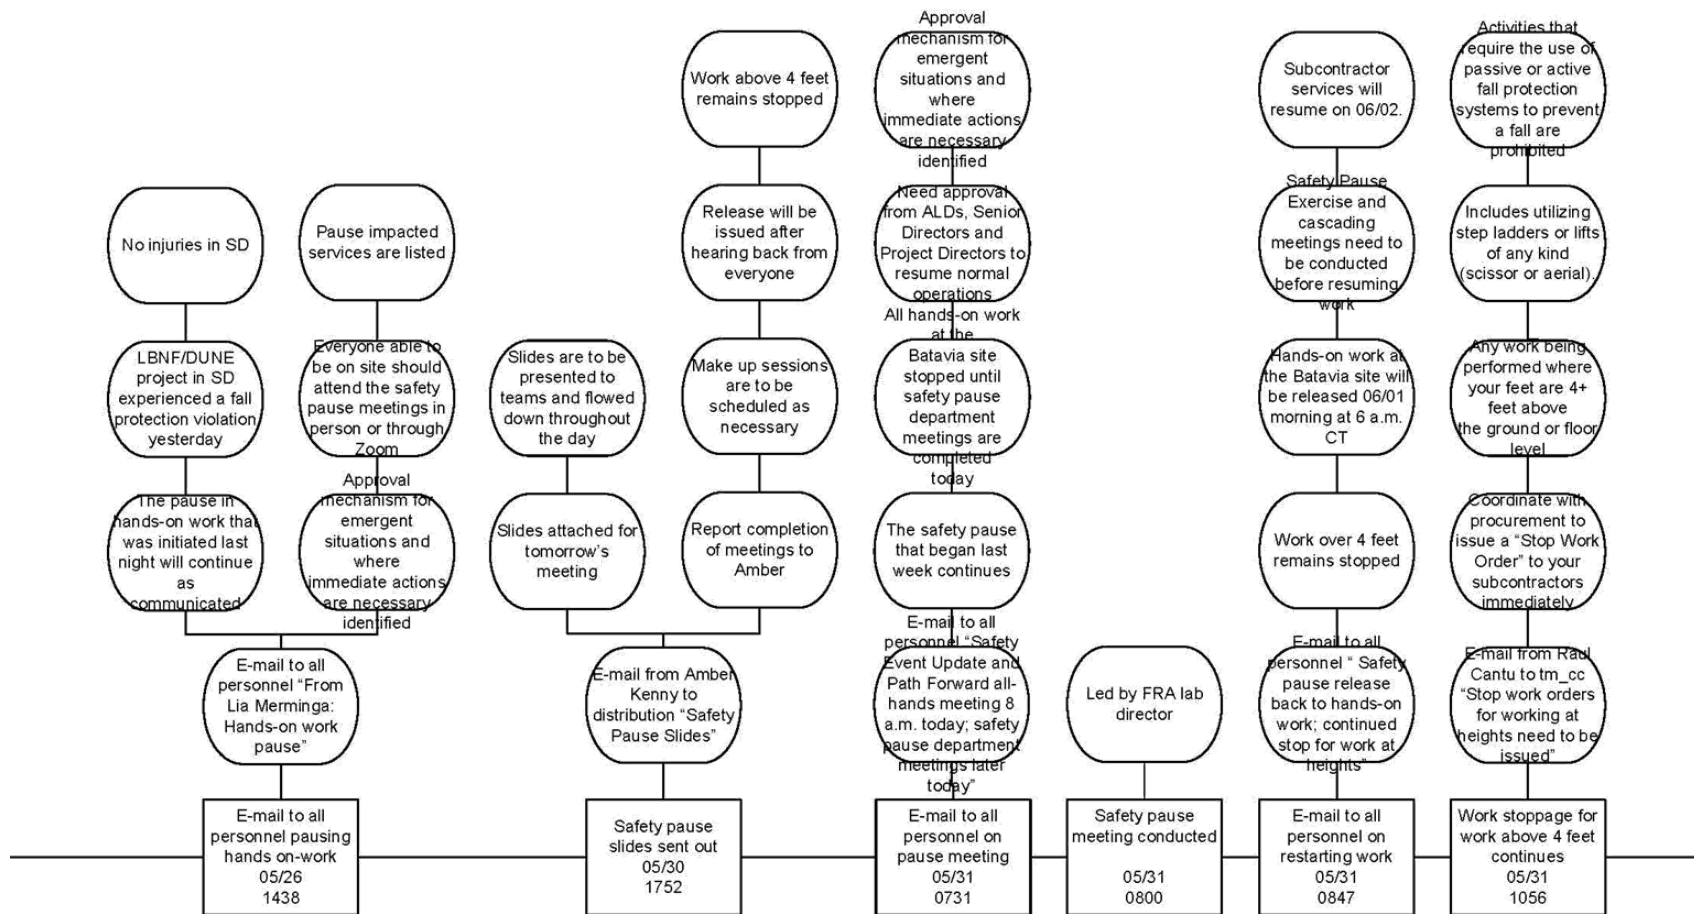 Work above 4 feet
remains stopped
Approval
mechanism for
emergent
situations and
where
immediate actions
are necessary
identified
Subcontractor
services will
resume on 06/02.
Activities that
require the use of
passive or active
fall protection
systems to prevent
a fall are
prohibited
No injuries in SD
Pause impacted
services are listed
Release will be
issued after
hearing back from
everyone
Need approval
from ALDs, Senior
Directors and
Project Directors to
resume normal
operations
Safety Pause
Exercise and
cascading
meetings need to
be conducted
before resuming
work
Includes utilizing
step ladders or lifts
of any kind
(scissor or aerial).
LBNF/DUNE
project in SD
experienced a fall
protection violation
yesterday
Everyone able to
be on site should
attend the safety
pause meetings in
person or through
Zoom
Slides are to be
presented to
teams and flowed
down throughout
the day
Make up sessions
are to be
scheduled as
necessary
All hands-on work
at the
Batavia site
stopped until
safety pause
department
meetings are
completed
today
Hands-on work at
the Batavia site will
be released 06/01
morning at 6 a.m.
CT
Any work being
performed where
your feet are 4+
feet above
the ground or floor
level
The pause in
hands-on work that
was initiated last
night will continue
as
communicated
Approval
mechanism for
emergent
situations and
where
immediate actions
are necessary
identified
Slides attached for
tomorrow's
meeting
Report completion
of meetings to
Amber
The safety pause
that began last
week continues
Work over 4 feet
remains stopped
Coordinate with
procurement to
issue a "Stop Work
Order" to your
subcontractors
immediately
E-mail to all
personnel "From
Lia Merminga:
Hands-on work
pause"
E-mail from Amber
Kenny to
distribution "Safety
Pause Slides"
E-mail to all
personnel "Safety
Event Update and
Path Forward all-
hands meeting 8
a.m. today; safety
pause department
meetings later
today"
Led by FRA lab
director
E-mail to all
personnel " Safety
pause release
back to hands-on
work; continued
stop for work at
heights"
E-mail from Raul
Cantu to tm_cc
"Stop work orders
for working at
heights need to be
issued"
E-mail to all
personnel pausing
hands on-work
05/26
1438
Safety pause
slides sent out
05/30
1752
E-mail to all
personnel on
pause meeting
05/31
0731
Safety pause
meeting conducted
05/31
0800
E-mail to all
personnel on
restarting work
05/31
0847
Work stoppage for
work above 4 feet
continues
05/31
1056